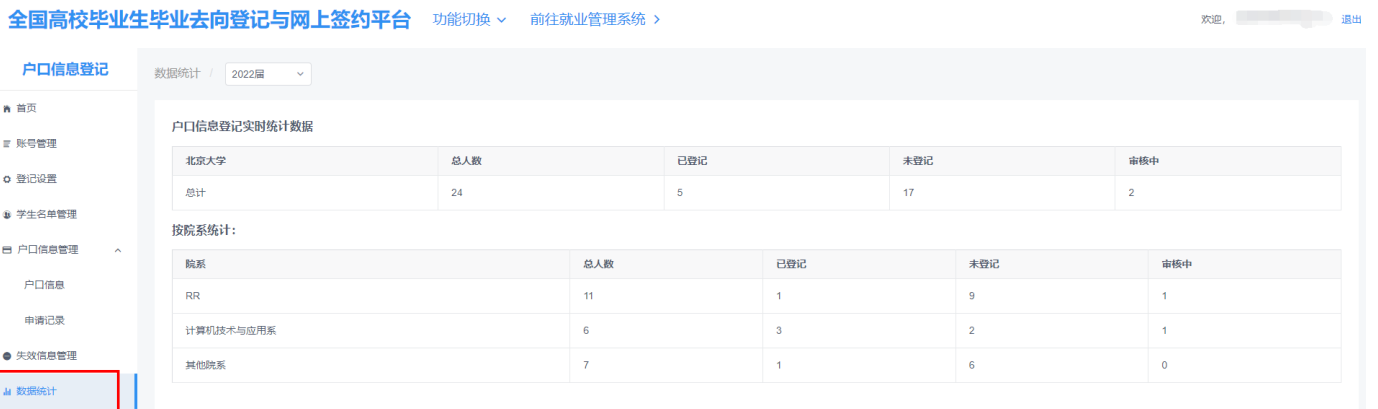 全国高校毕业生毕业去向登记与网上签约平台 功能切换 前往就业管理系统 欢迎, 退出
户口信息登记 数据统计 / 2022届
首页
户口信息登记实时统计数据
账号管理
北京大学 总人数 已登记 未登记 审核中
登记设置
总计 24 5 17 2
学生名单管理
按院系统计：
户口信息管理
院系 总人数 已登记 未登记 审核中
户口信息
RR 11 1 9 1
申请记录
计算机技术与应用系 6 3 2 1
失效信息管理
其他院系 7 1 6 0
数据统计